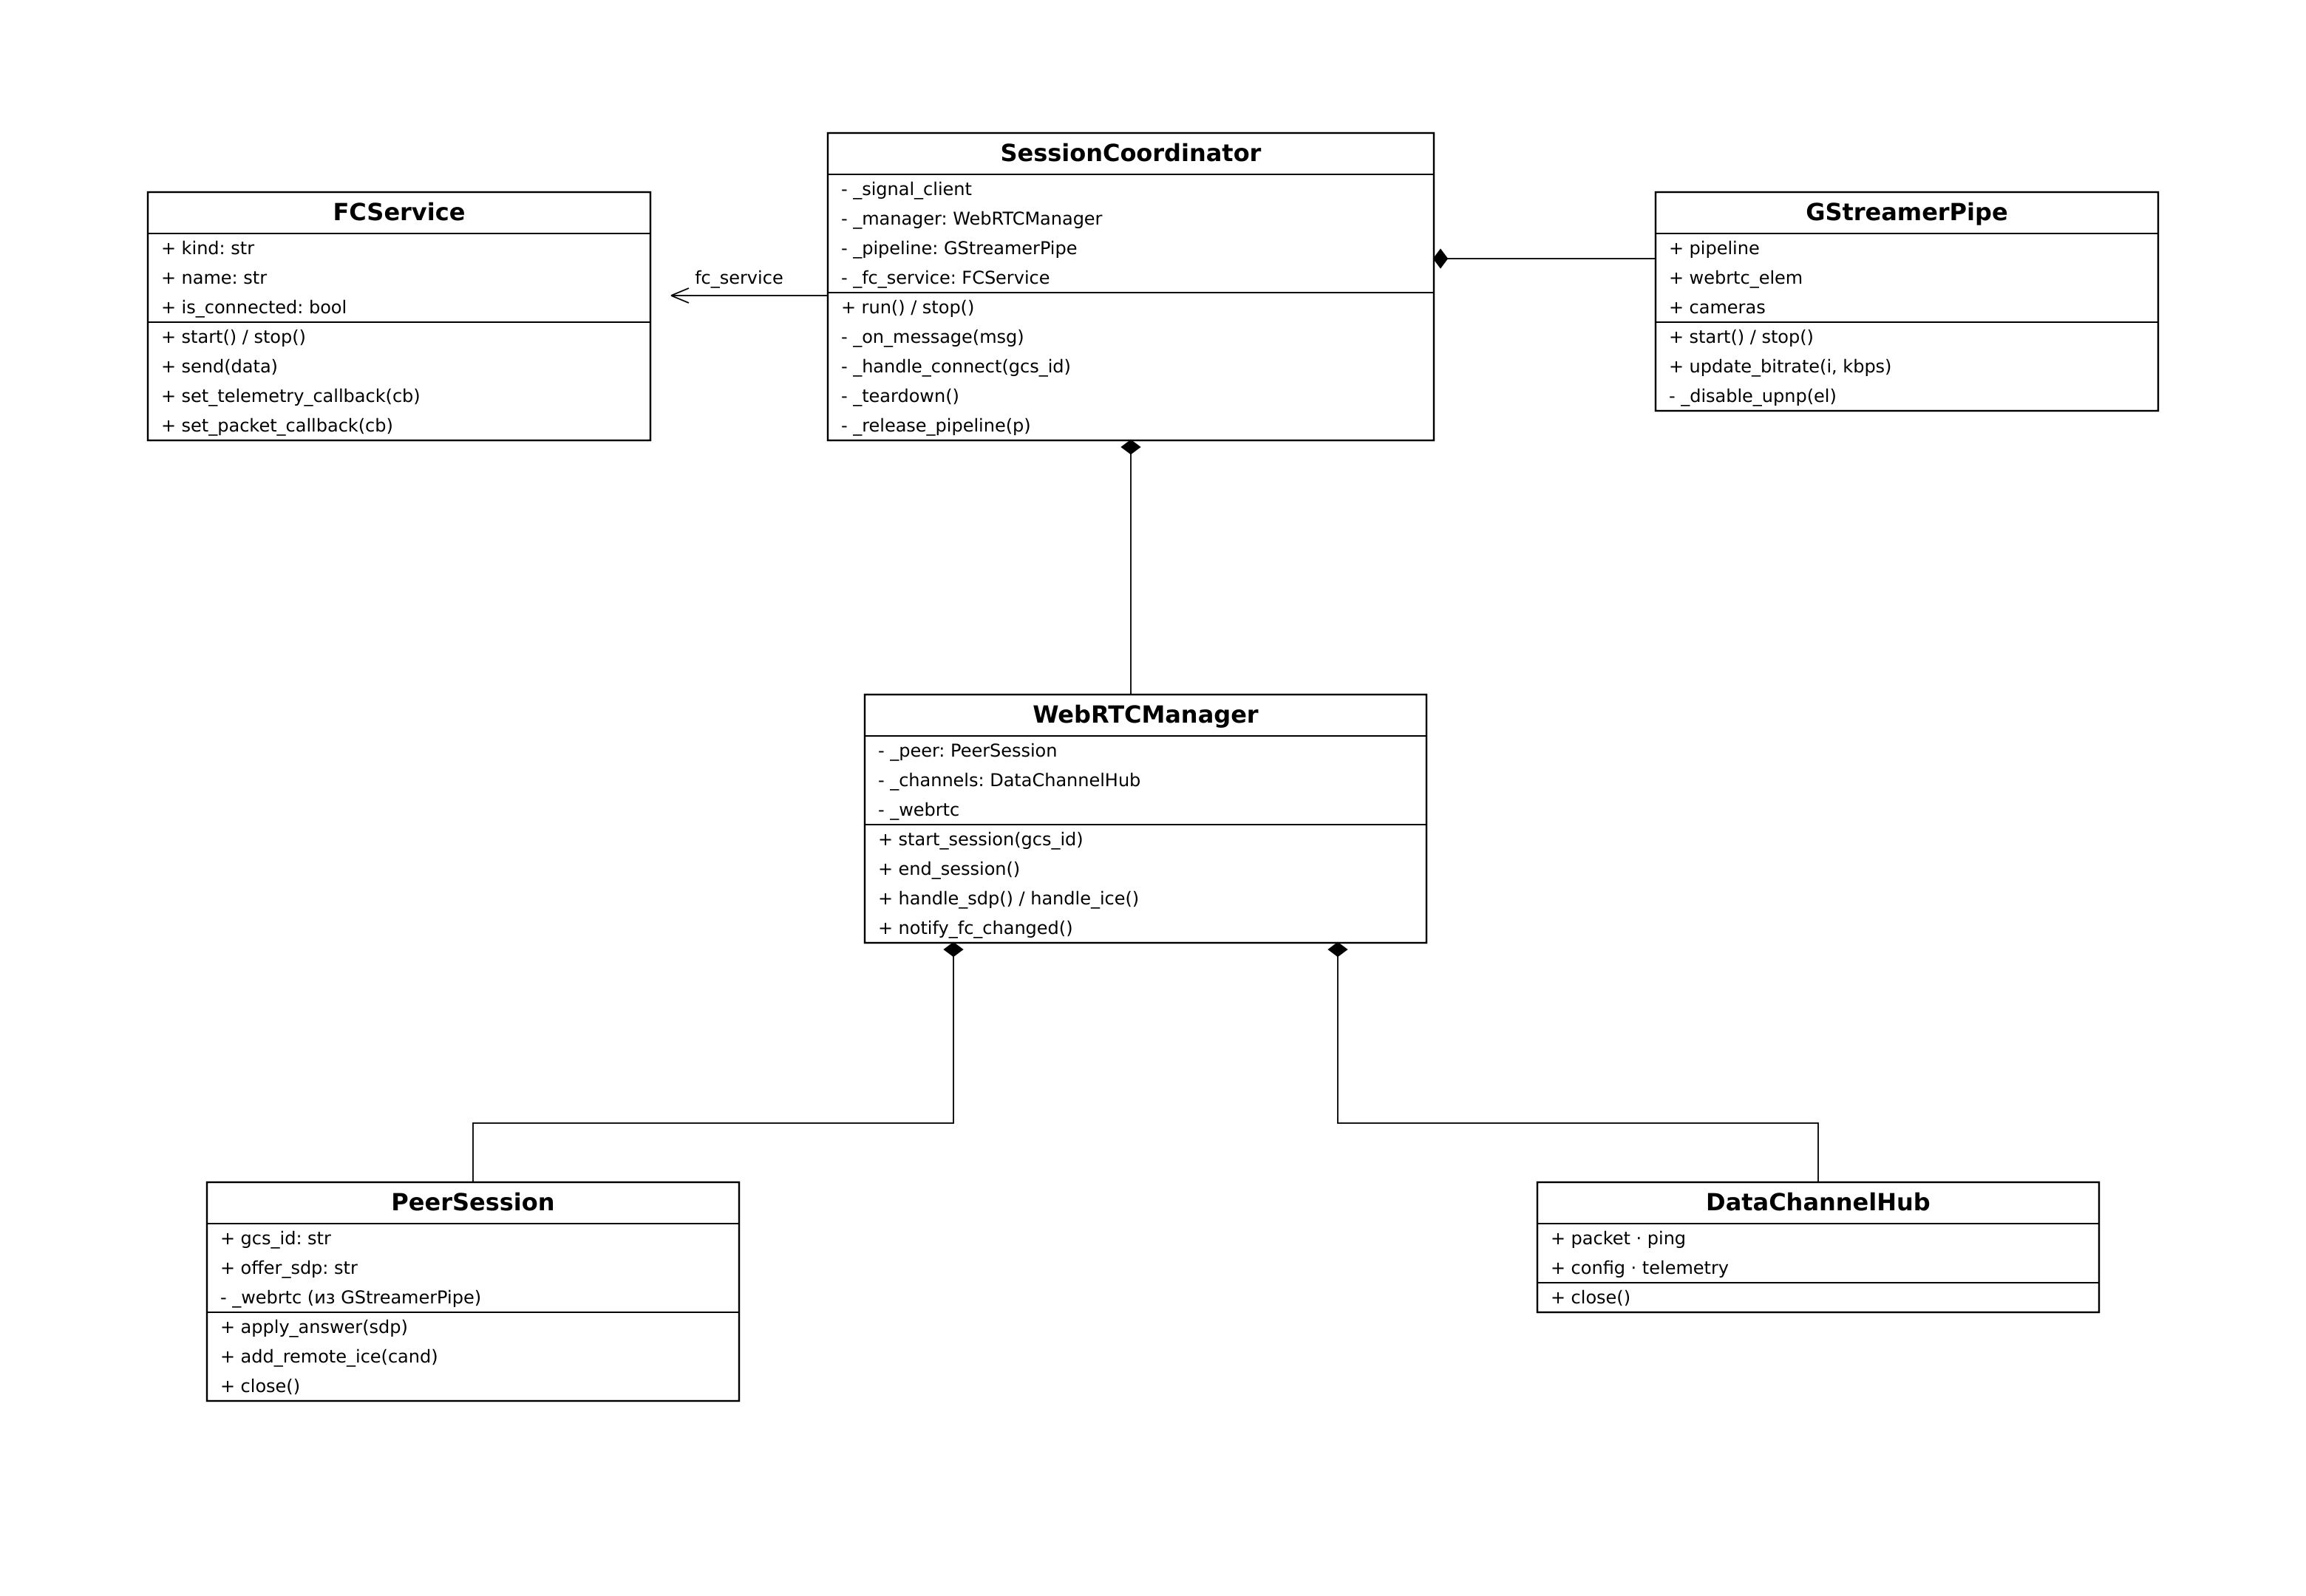 SessionCoordinator
- _signal_client
- _manager: WebRTCManager
- _pipeline: GStreamerPipe
- _fc_service: FCService
+ run() / stop()
- _on_message(msg)
- _handle_connect(gcs_id)
- _teardown()
- _release_pipeline(p)
FCService
+ kind: str
+ name: str
+ is_connected: bool
+ start() / stop()
+ send(data)
+ set_telemetry_callback(cb)
+ set_packet_callback(cb)
fc_service
GStreamerPipe
+ pipeline
+ webrtc_elem
+ cameras
+ start() / stop()
+ update_bitrate(i, kbps)
- _disable_upnp(el)
WebRTCManager
- _peer: PeerSession
- _channels: DataChannelHub
- _webrtc
+ start_session(gcs_id)
+ end_session()
+ handle_sdp() / handle_ice()
+ notify_fc_changed()
PeerSession
+ gcs_id: str
+ offer_sdp: str
- _webrtc (из GStreamerPipe)
+ apply_answer(sdp)
+ add_remote_ice(cand)
+ close()
DataChannelHub
+ packet · ping
+ config · telemetry
+ close()